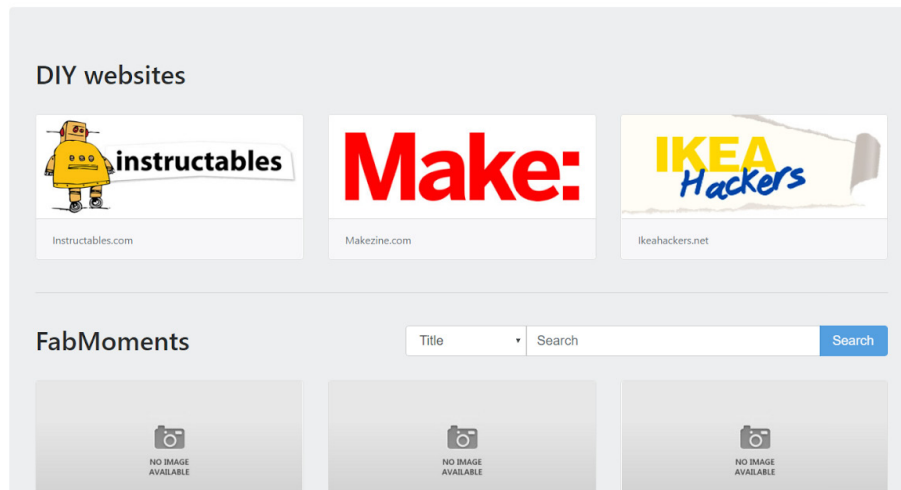 DIY websites
instructables
Make:
IKEA
Hackers
Instructables.com
Makezine.com
Ikeahackers.net
FabMoments
Title
Search
Search
NO IMAGE
AVAILABLE
NO IMAGE
AVAILABLE
NO IMAGE
AVAILABLE